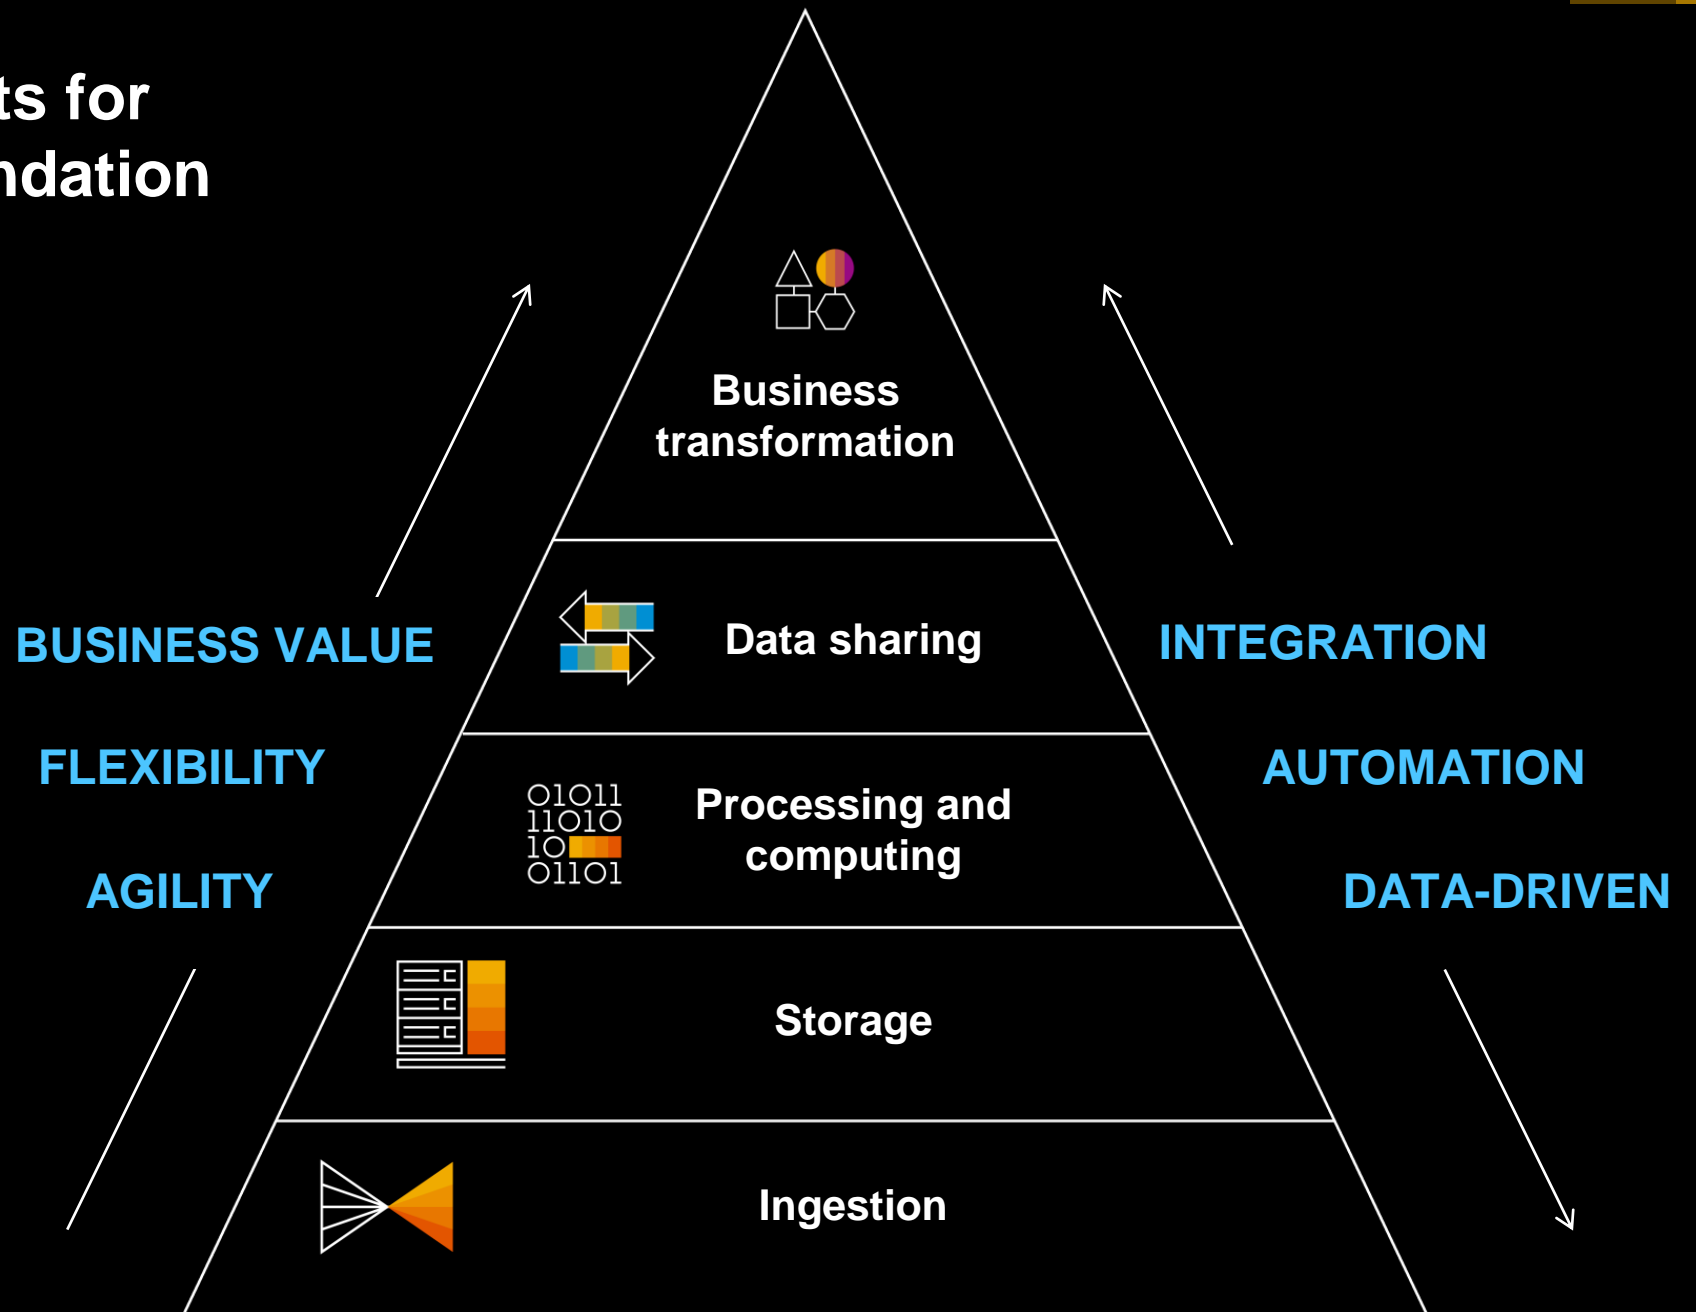 ts for
ndation
Business
transformation
BUSINESS VALUE
Data sharing
INTEGRATION
FLEXIBILITY
Processing and
computing
AUTOMATION
01011
11010
10
01101
AGILITY
DATA-DRIVEN
Storage
Ingestion